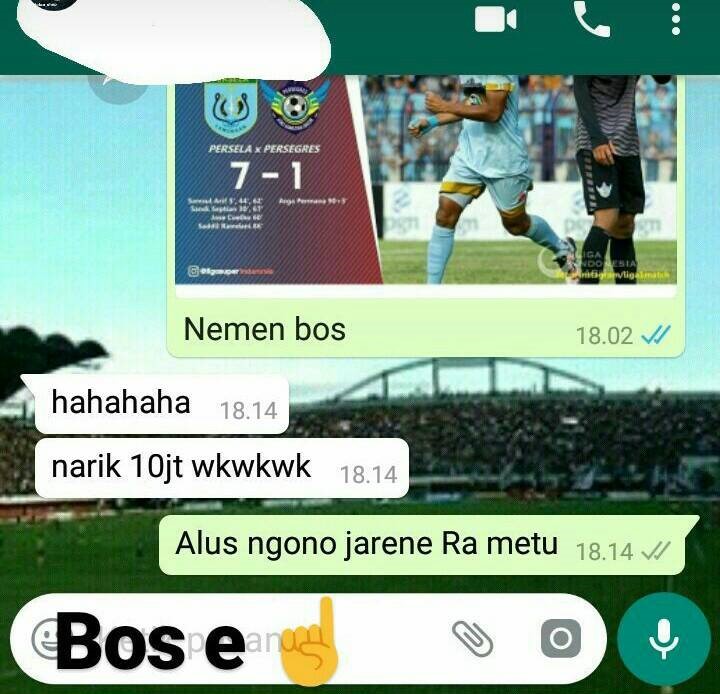 PERSELA x PERSEGRES
7 - 1
Samsul Arif 5', 44', 62' Arga Permana 90+3'
Sandi Septian 30', 67'
Jose Coelho 60'
Saddil Ramdani 86'
LIGA
INDONESIA
Nemen bos
18.02
hahahaha 18.14
narik 10jt wkwkwk 18.14
Alus ngono jarene Ra metu 18.14
Bos e